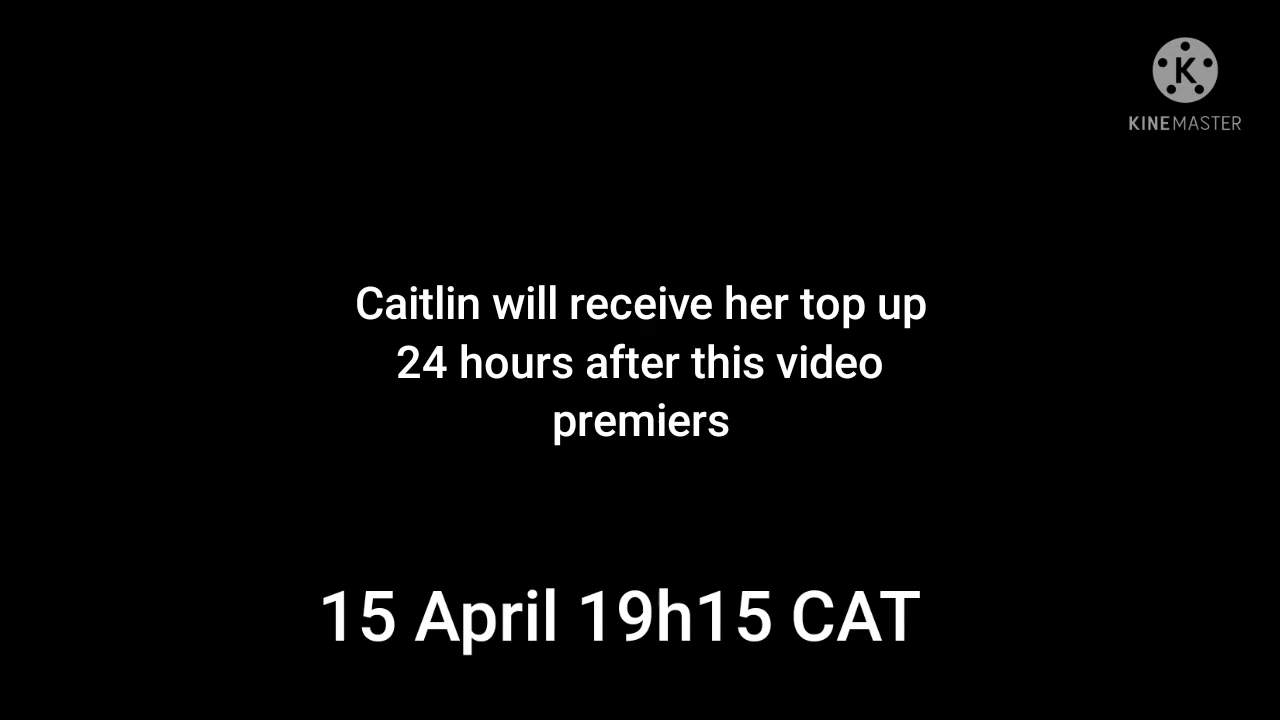 K
KINEMASTER
Caitlin will receive her top up
24 hours after this video
premiers
15 April 19h15 CAT